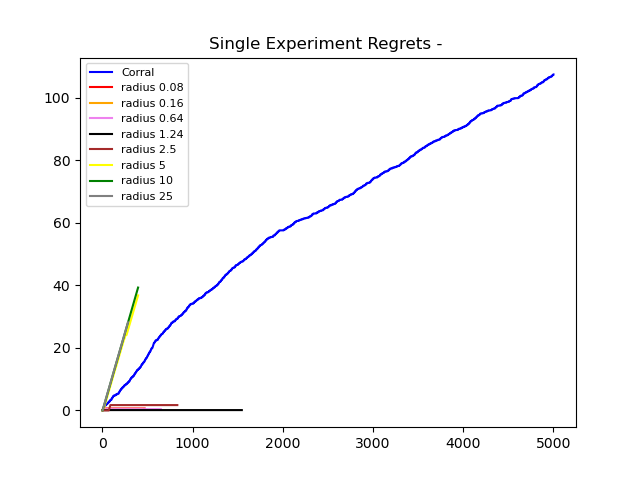 Single Experiment Regrets -
Corral
radius 0.08
radius 0.16
radius 0.64
radius 1.24
radius 2.5
radius 5
radius 10
radius 25
100
80
60
40
20
0
0 1000 2000 3000 4000 5000